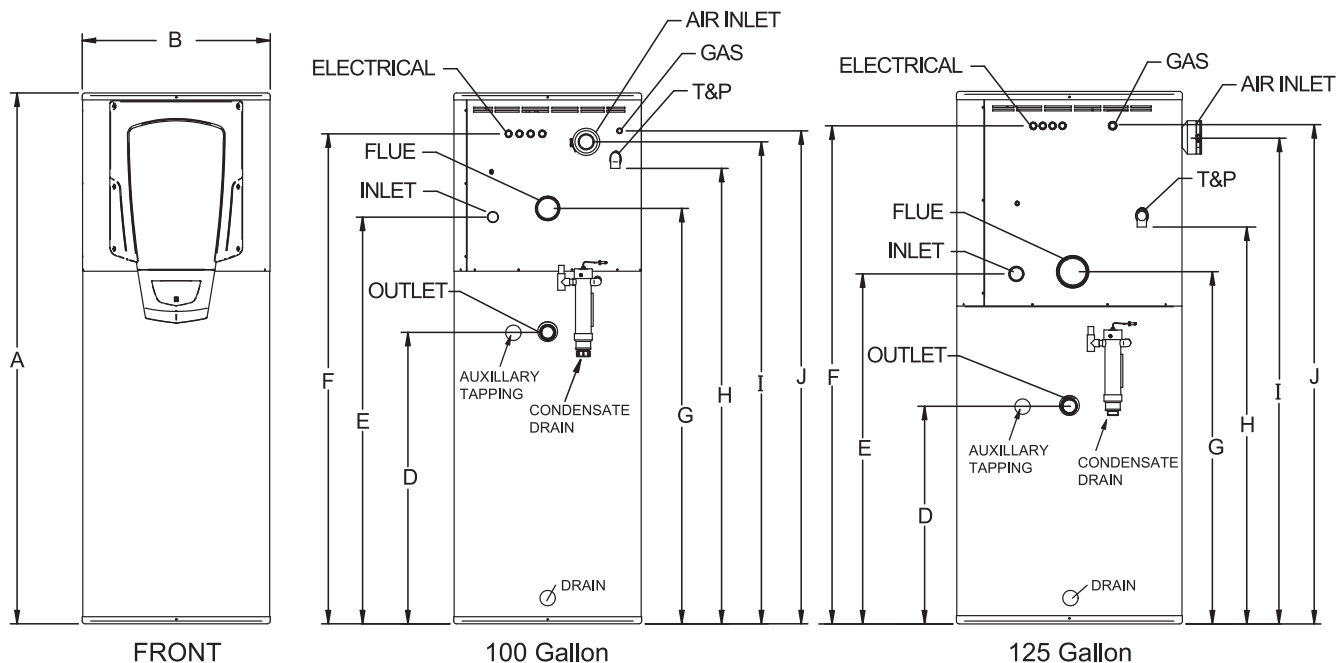 B
A
FRONT
AIR INLET
GAS
T&P
ELECTRICAL
FLUE
INLET
OUTLET
AUXILLARY
TAPPING
CONDENSATE
DRAIN
DRAIN
F
E
D
G
H
I
J
100 Gallon
ELECTRICAL
GAS
AIR INLET
T&P
FLUE
INLET
OUTLET
AUXILLARY
TAPPING
CONDENSATE
DRAIN
DRAIN
F
E
D
G
H
I
J
125 Gallon